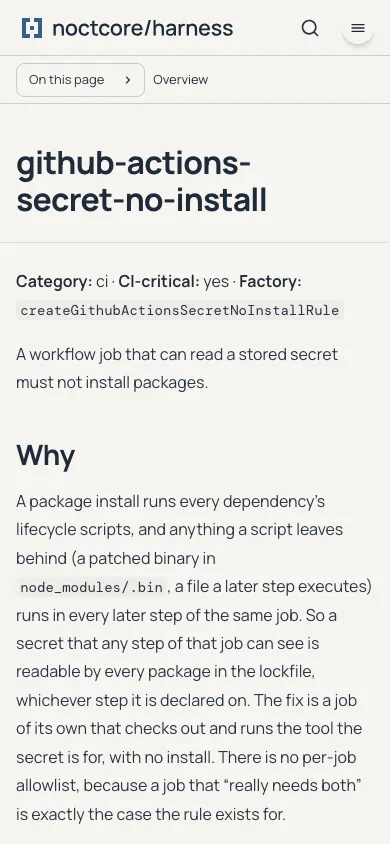 noctcore/harness
On this page
Overview
github-actions-
secret-no-install
Category: ci · CI-critical: yes · Factory:
createGithubActionsSecretNoInstallRule
A workflow job that can read a stored secret
must not install packages.
Why
A package install runs every dependency’s
lifecycle scripts, and anything a script leaves
behind (a patched binary in
node_modules/.bin, a file a later step executes)
runs in every later step of the same job. So a
secret that any step of that job can see is
readable by every package in the lockfile,
whichever step it is declared on. The fix is a job
of its own that checks out and runs the tool the
secret is for, with no install. There is no per-job
allowlist, because a job that “really needs both”
is exactly the case the rule exists for.